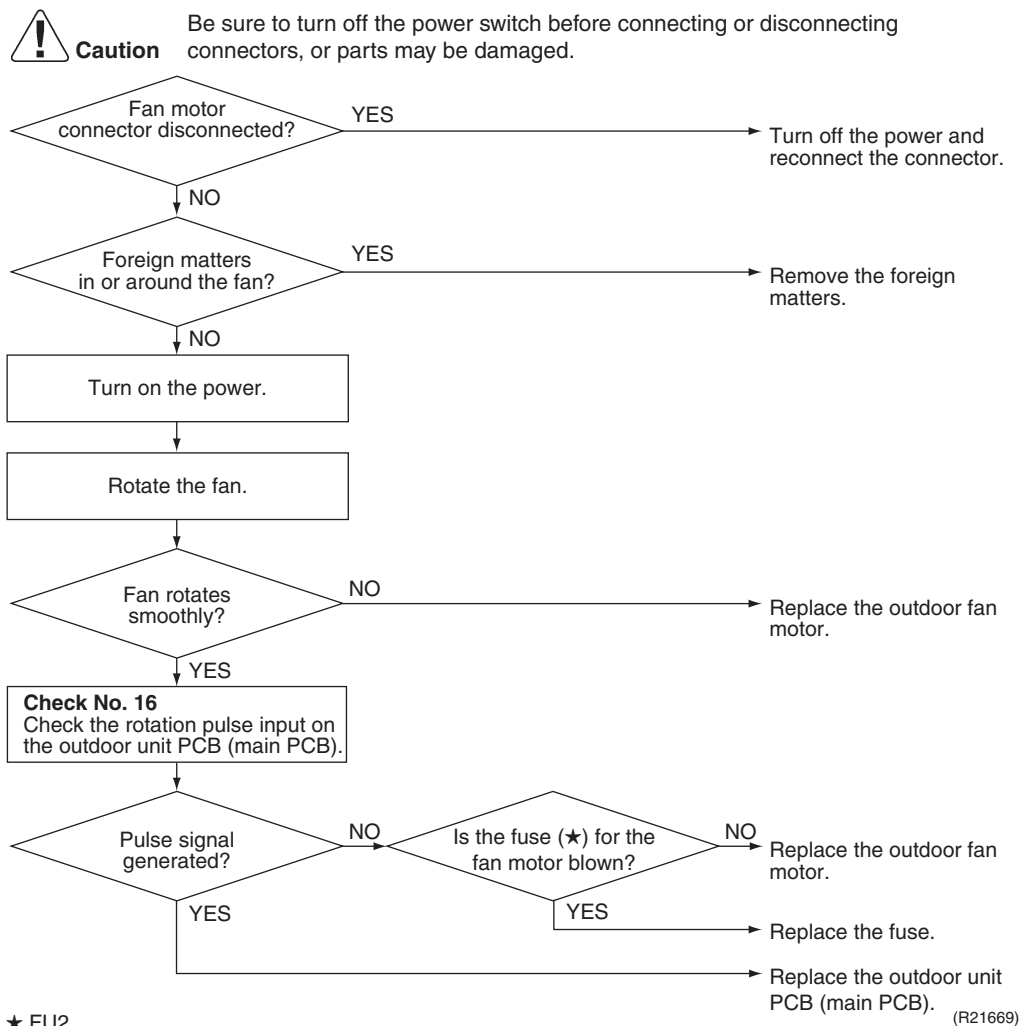 Be sure to turn off the power switch before connecting or disconnecting
Caution connectors, or parts may be damaged.
Fan motor
connector disconnected?
YES
Turn off the power and
reconnect the connector.
NO
Foreign matters
in or around the fan?
YES
Remove the foreign
matters.
NO
Turn on the power.
Rotate the fan.
Fan rotates
smoothly?
NO
Replace the outdoor fan
motor.
YES
Check No. 16
Check the rotation pulse input on
the outdoor unit PCB (main PCB).
Pulse signal
generated?
NO
Is the fuse (★) for the
fan motor blown?
NO
Replace the outdoor fan
motor.
YES
YES
Replace the fuse.
Replace the outdoor unit
PCB (main PCB).
(R21669)
★ FU2